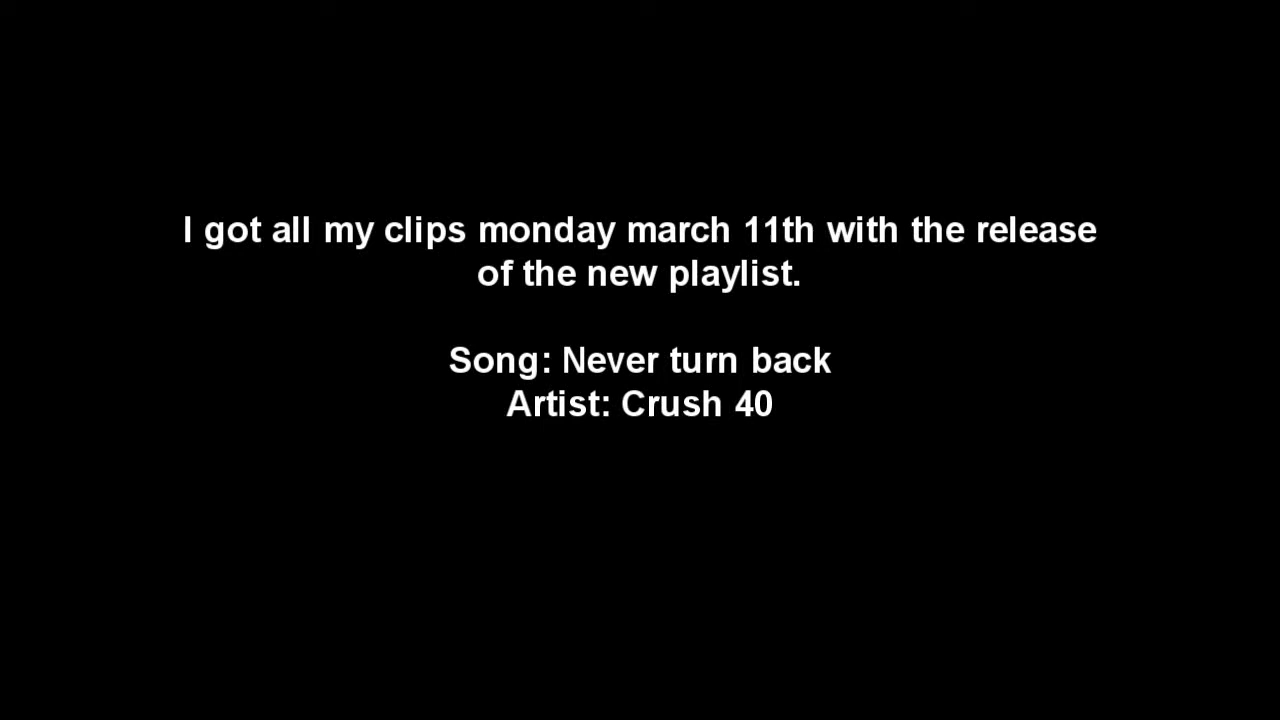 I got all my clips monday march 11th with the release
of the new playlist.
Song: Never turn back
Artist: Crush 40